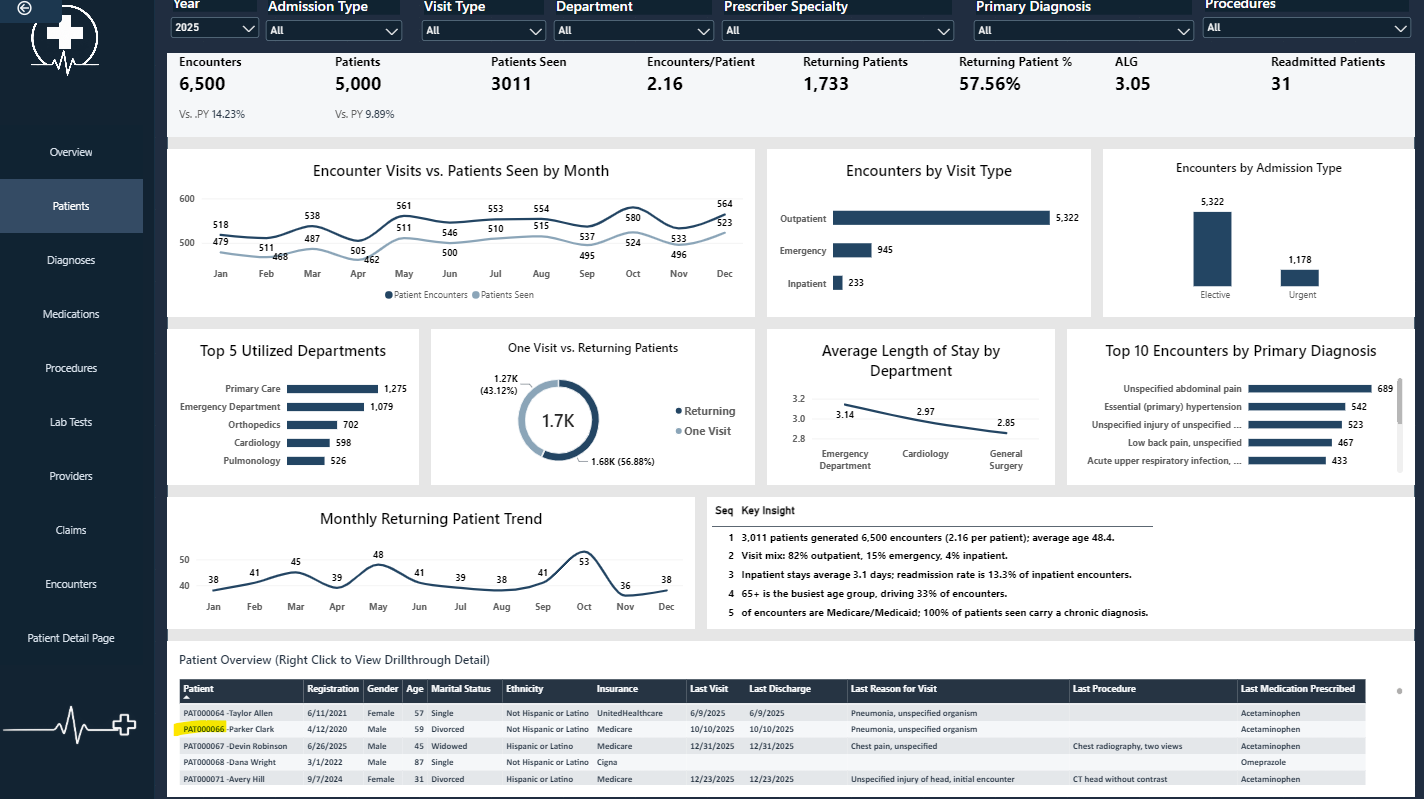 Year
Admission Type
Visit Type
Department
Prescriber Specialty
Primary Diagnosis
Procedures
2025
All
All
All
All
All
All
Encounters
Patients
Patients Seen
Encounters/Patient
Returning Patients
Returning Patient %
ALG
Readmitted Patients
6,500
5,000
3011
2.16
1,733
57.56%
3.05
31
Vs. .PY 14.23%
Vs. PY 9.89%
Overview
Patients
Diagnoses
Medications
Procedures
Lab Tests
Providers
Claims
Encounters
Patient Detail Page
Encounter Visits vs. Patients Seen by Month
600
500
518
511
538
505
561
546
553
554
537
580
533
564
479
468
487
462
511
500
510
515
495
524
496
523
Jan
Feb
Mar
Apr
May
Jun
Jul
Aug
Sep
Oct
Nov
Dec
Patient Encounters
Patients Seen
Encounters by Visit Type
Outpatient 5,322
Emergency 945
Inpatient 233
Encounters by Admission Type
5,322
1,178
Elective
Urgent
Top 5 Utilized Departments
Primary Care 1,275
Emergency Department 1,079
Orthopedics 702
Cardiology 598
Pulmonology 526
One Visit vs. Returning Patients
1.27K
(43.12%)
1.7K
1.68K (56.88%)
Returning
One Visit
Average Length of Stay by
Department
3.2
3.0
2.8
3.14
2.97
2.85
Emergency
Department
Cardiology
General
Surgery
Top 10 Encounters by Primary Diagnosis
Unspecified abdominal pain 689
Essential (primary) hypertension 542
Unspecified injury of unspecified ... 523
Low back pain, unspecified 467
Acute upper respiratory infection, ... 433
Monthly Returning Patient Trend
50
40
38
41
45
39
48
41
39
38
41
53
36
38
Jan
Feb
Mar
Apr
May
Jun
Jul
Aug
Sep
Oct
Nov
Dec
Seq Key Insight
1 3,011 patients generated 6,500 encounters (2.16 per patient); average age 48.4.
2 Visit mix: 82% outpatient, 15% emergency, 4% inpatient.
3 Inpatient stays average 3.1 days; readmission rate is 13.3% of inpatient encounters.
4 65+ is the busiest age group, driving 33% of encounters.
5 of encounters are Medicare/Medicaid; 100% of patients seen carry a chronic diagnosis.
Patient Overview (Right Click to View Drillthrough Detail)
Patient Registration Gender Age Marital Status Ethnicity Insurance Last Visit Last Discharge Last Reason for Visit Last Procedure Last Medication Prescribed
PAT000064 -Taylor Allen 6/11/2021 Female 57 Single Not Hispanic or Latino UnitedHealthcare 6/9/2025 6/9/2025 Pneumonia, unspecified organism Acetaminophen
PAT000066 -Parker Clark 4/12/2020 Male 59 Divorced Not Hispanic or Latino Medicare 10/10/2025 10/10/2025 Pneumonia, unspecified organism Acetaminophen
PAT000067 -Devin Robinson 6/26/2025 Male 45 Widowed Hispanic or Latino Medicare 12/31/2025 12/31/2025 Chest pain, unspecified Chest radiography, two views Acetaminophen
PAT000068 -Dana Wright 3/1/2022 Male 87 Single Not Hispanic or Latino Cigna Omeprazole
PAT000071 -Avery Hill 9/7/2024 Female 31 Divorced Hispanic or Latino Medicare 12/23/2025 12/23/2025 Unspecified injury of head, initial encounter CT head without contrast Acetaminophen